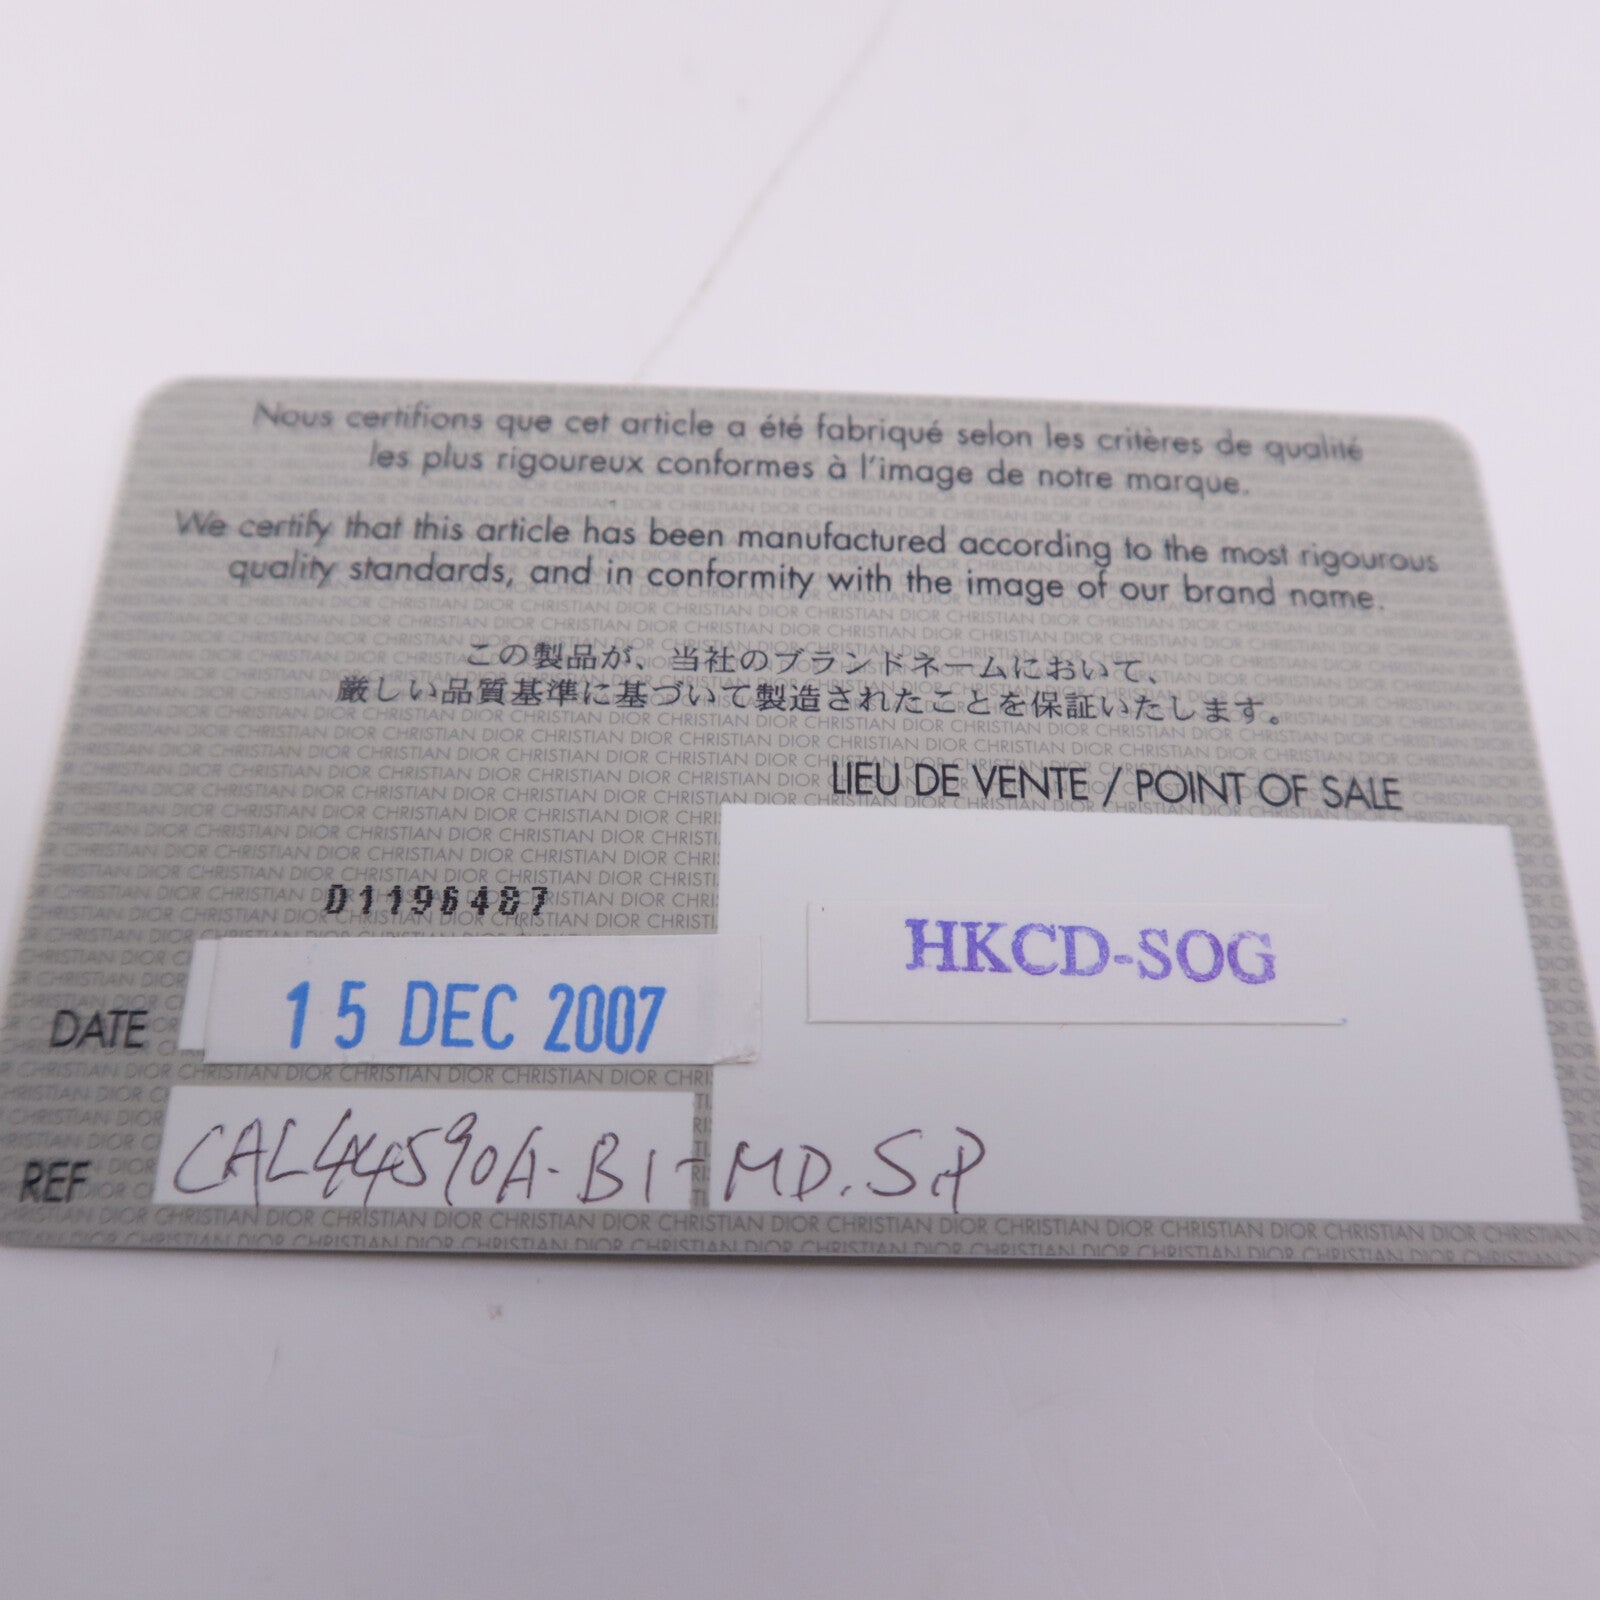 Nous certifions que cet article a été fabriqué selon les critères de qualité
les plus rigoureux conformes à l'image de notre marque.
We certify that this article has been manufactured according to the most rigourous
quality standards, and in conformity with the image of our brand name.
この製品が、当社のブランドネームにおいて、
厳しい品質基準に基づいて製造されたことを保証いたします。
LIEU DE VENTE / POINT OF SALE
HKCD-SOG
01196487
DATE 15 DEC 2007
REF CAL44590A-B1-MD.S.P